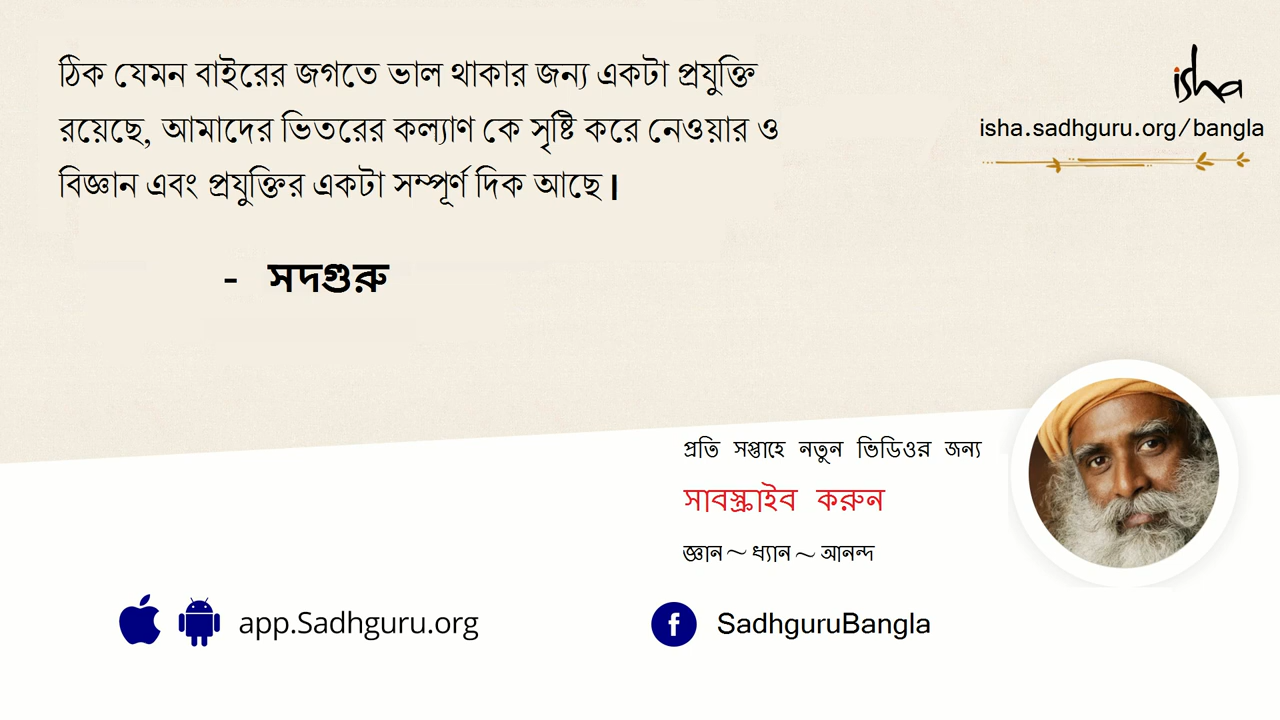 ঠিক যেমন বাইরের জগতে ভাল থাকার জন্য একটা প্রযুক্তি
রয়েছে, আমাদের ভিতরের কল্যাণ কে সৃষ্টি করে নেওয়ার ও
বিজ্ঞান এবং প্রযুক্তির একটা সম্পূর্ণ দিক আছে।
- সদগুরু
isha
isha.sadhguru.org/bangla
প্রতি সপ্তাহে নতুন ভিডিওর জন্য
সাবস্ক্রাইব করুন
জ্ঞান ~ ধ্যান ~ আনন্দ
app.Sadhguru.org
f SadhguruBangla